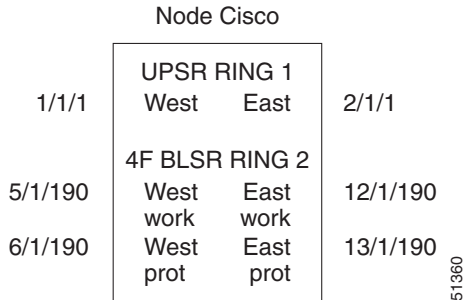 Node Cisco
UPSR RING 1
1/1/1 West East 2/1/1
4F BLSR RING 2
5/1/190 West East 12/1/190
work work
6/1/190 West East 13/1/190
prot prot
51360